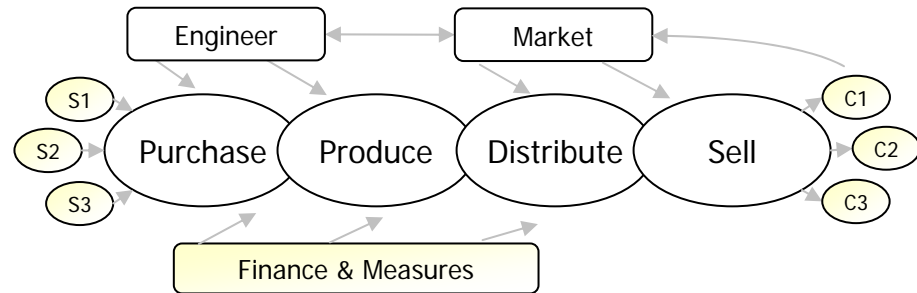 Engineer
Market
S1
S2
S3
Purchase
Produce
Distribute
Sell
C1
C2
C3
Finance & Measures